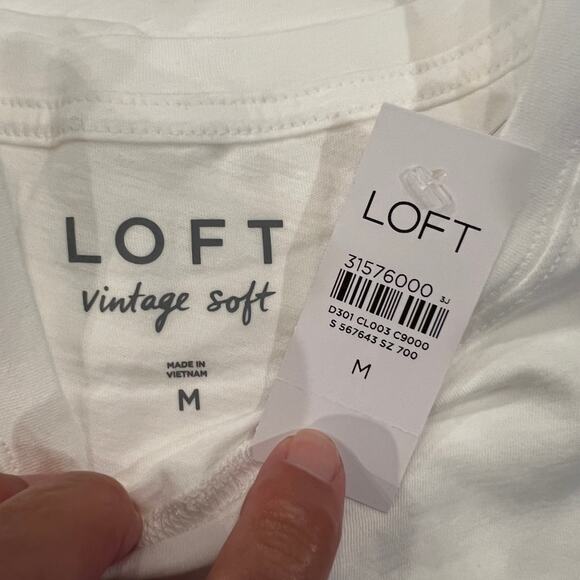 LOFT
vintage soft
MADE IN
VIETNAM
M
LOFT
31576000
3J
D301 CL003 C9000
S 567643 SZ 700
M